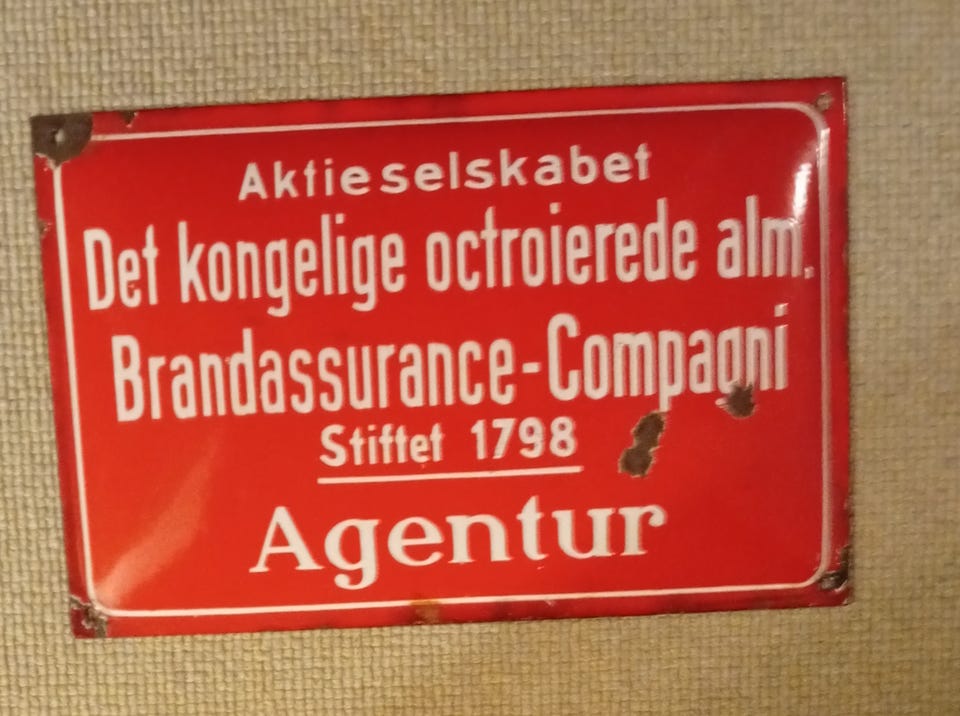 Aktieselskabet
Det kongelige octroierede alm.
Brandassurance-Compagni
Stiftet 1798
Agentur